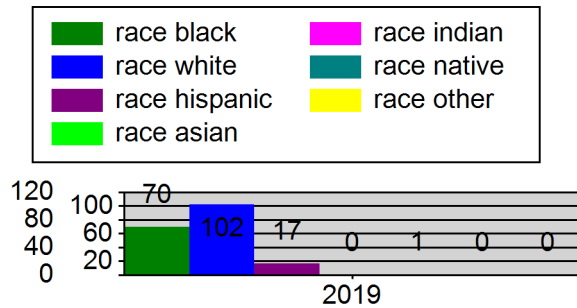 race black race indian
race white race native
race hispanic race other
race asian
120 70
100
80 102 17 0 1 0 0
60
40
20
0
2019